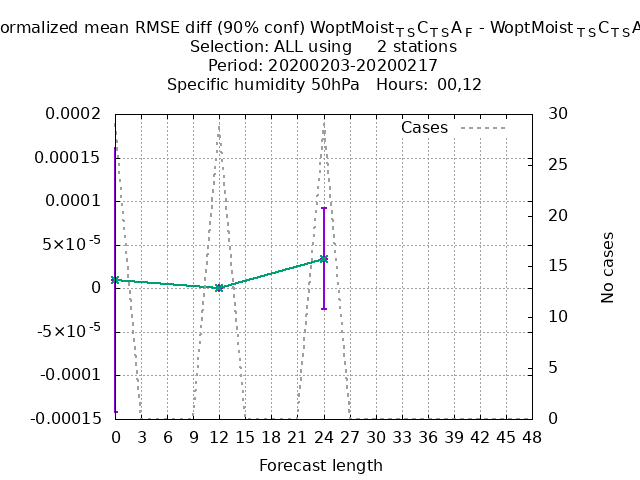 ormalized mean RMSE diff (90% conf) WoptMoist_TSC_TSA_F - WoptMoist_TSC_TSA
Selection: ALL using 2 stations
Period: 20200203-20200217
Specific humidity 50hPa Hours: 00,12
Cases
0.0002
0.00015
0.0001
5×10^-5
0
-5×10^-5
-0.0001
-0.00015
30
25
20
15
10
5
0
No cases
0 3 6 9 12 15 18 21 24 27 30 33 36 39 42 45 48
Forecast length